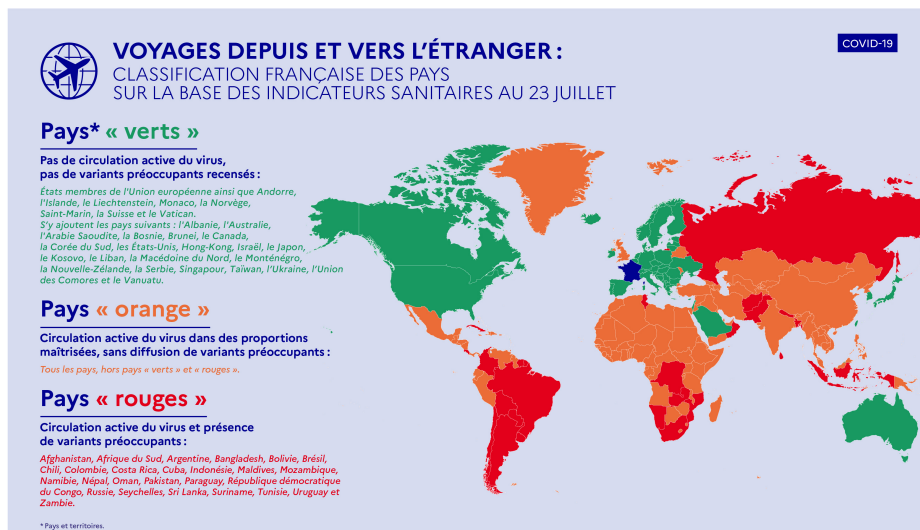 COVID-19
VOYAGES DEPUIS ET VERS L'ÉTRANGER :
CLASSIFICATION FRANÇAISE DES PAYS
SUR LA BASE DES INDICATEURS SANITAIRES AU 23 JUILLET
Pays* « verts »
Pas de circulation active du virus,
pas de variants préoccupants recensés :
États membres de l'Union européenne ainsi que Andorre,
l'Islande, le Liechtenstein, Monaco, la Norvège,
Saint-Marin, la Suisse et le Vatican.
S'y ajoutent les pays suivants : l'Albanie, l'Australie,
l'Arabie Saoudite, la Bosnie, Brunei, le Canada,
la Corée du Sud, les États-Unis, Hong-Kong, Israël, le Japon,
le Kosovo, le Liban, la Macédoine du Nord, le Monténégro,
la Nouvelle-Zélande, la Serbie, Singapour, Taïwan, l'Ukraine, l'Union
des Comores et le Vanuatu.
Pays « orange »
Circulation active du virus dans des proportions
maîtrisées, sans diffusion de variants préoccupants :
Tous les pays, hors pays « verts » et « rouges ».
Pays « rouges »
Circulation active du virus et présence
de variants préoccupants :
Afghanistan, Afrique du Sud, Argentine, Bangladesh, Bolivie, Brésil,
Chili, Colombie, Costa Rica, Cuba, Indonésie, Maldives, Mozambique,
Namibie, Népal, Oman, Pakistan, Paraguay, République démocratique
du Congo, Russie, Seychelles, Sri Lanka, Suriname, Tunisie, Uruguay et
Zambie.
* Pays et territoires.